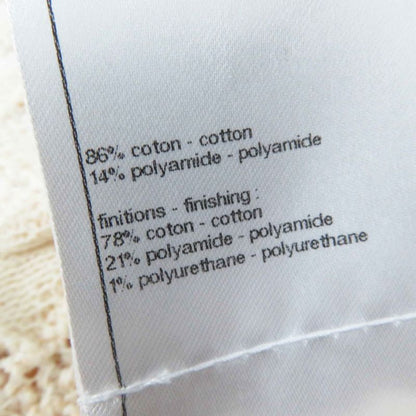 86% coton - cotton
14% polyamide - polyamide
finitions - finishing :
78% coton - cotton
21% polyamide - polyamide
1% polyurethane - polyurethane